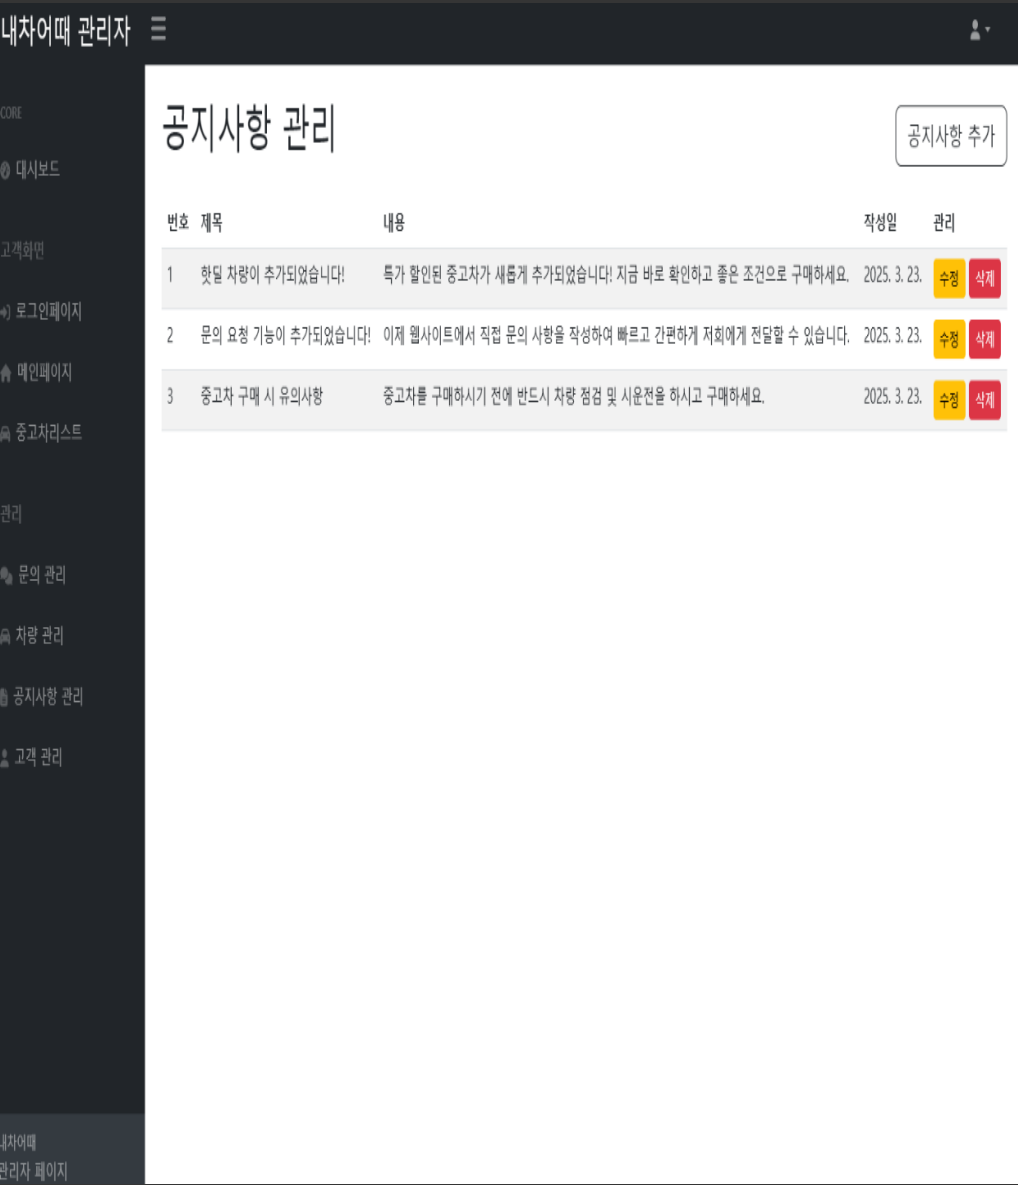 내차어때 관리자
CORE
대시보드
고객화면
로그인페이지
메인페이지
중고차리스트
관리
문의 관리
차량 관리
공지사항 관리
고객 관리
내차어때
관리자 페이지
공지사항 관리
공지사항 추가
번호 제목 내용 작성일 관리
1 핫딜 차량이 추가되었습니다! 특가 할인된 중고차가 새롭게 추가되었습니다! 지금 바로 확인하고 좋은 조건으로 구매하세요. 2025. 3. 23. 수정 삭제
2 문의 요청 기능이 추가되었습니다! 이제 웹사이트에서 직접 문의 사항을 작성하여 빠르고 간편하게 저희에게 전달할 수 있습니다. 2025. 3. 23. 수정 삭제
3 중고차 구매 시 유의사항 중고차를 구매하시기 전에 반드시 차량 점검 및 시운전을 하시고 구매하세요. 2025. 3. 23. 수정 삭제